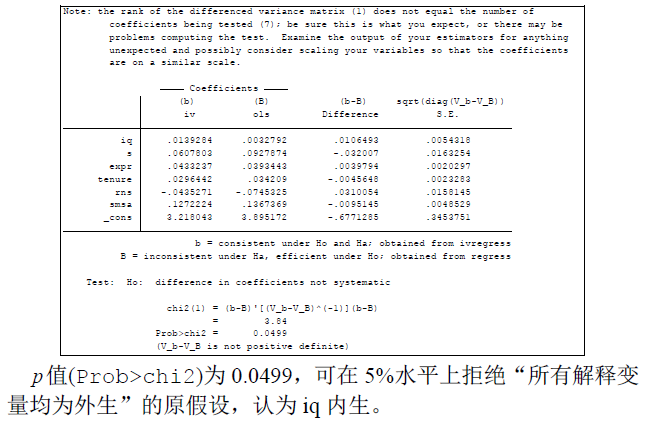 Note: the rank of the differenced variance matrix (1) does not equal the number of
coefficients being tested (7); be sure this is what you expect, or there may be
problems computing the test.  Examine the output of your estimators for anything
unexpected and possibly consider scaling your variables so that the coefficients
are on a similar scale.
Coefficients
(b) (B) (b-B) sqrt(diag(V_b-V_B))
iv ols Difference S.E.
iq .0139284 .0032792 .0106493 .0054318
s .0607803 .0927874 -.032007 .0163254
expr .0433237 .0393443 .0039794 .0020297
tenure .0296442 .034209 -.0045648 .0023283
rns -.0435271 -.0745325 .0310054 .0158145
smsa .1272224 .1367369 -.0095145 .0048529
_cons 3.218043 3.895172 -.6771285 .3453751
b = consistent under Ho and Ha; obtained from ivregress
B = inconsistent under Ha, efficient under Ho; obtained from regress
Test: Ho: difference in coefficients not systematic
chi2(1) = (b-B)'[(V_b-V_B)^(-1)](b-B)
= 3.84
Prob>chi2 = 0.0499
(V_b-V_B is not positive definite)
p值(Prob>chi2)为 0.0499，可在 5%水平上拒绝“所有解释变
量均为外生”的原假设，认为 iq 内生。